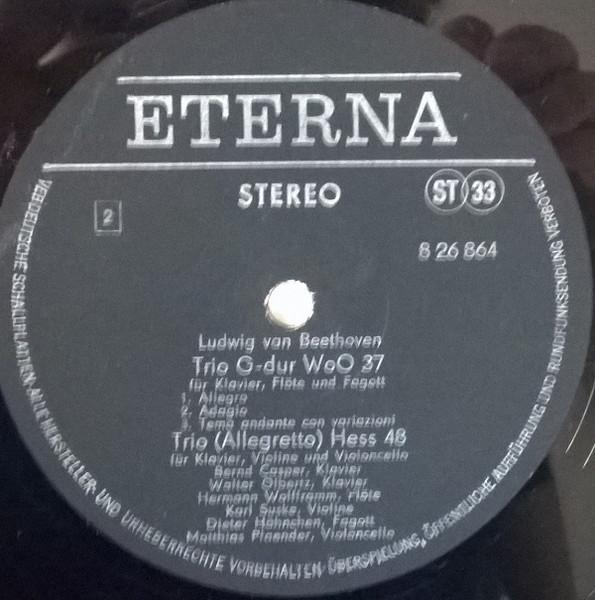 ETERNA
STEREO
ST 33
2
8 26 864
Ludwig van Beethoven
Trio G-dur WoO 37
für Klavier, Flöte und Fagott
1. Allegro
2. Adagio
3. Tema andante con variazioni
Trio (Allegretto) Hess 48
für Klavier, Violine und Violoncello
Bernd Casper, Klavier
Walter Olbertz, Klavier
Hermann Wolfframm, Flöte
Karl Suske, Violine
Dieter Hähnchen, Fagott
Matthias Pfaender, Violoncello
VEB DEUTSCHE SCHALLPLATTEN · ALLE HERSTELLER- UND URHEBERRECHTE VORBEHALTEN · ÜBERSPIELUNG, ÖFFENTLICHE AUFFÜHRUNG UND RUNDFUNKSENDUNG VERBOTEN